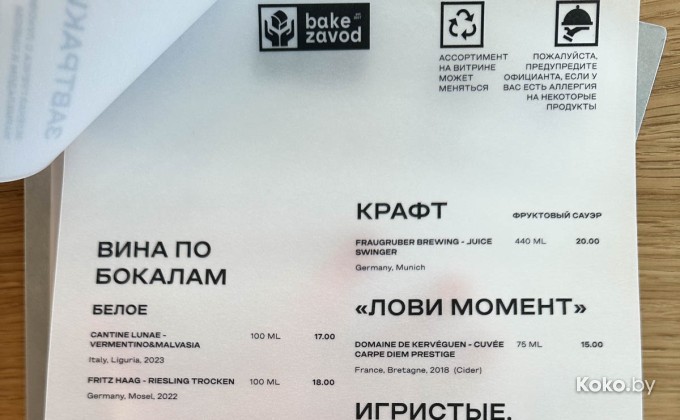 ЗАВТРАКИ
bake
zavod
АССОРТИМЕНТ
НА ВИТРИНЕ
МОЖЕТ
МЕНЯТЬСЯ
ПОЖАЛУЙСТА,
ПРЕДУПРЕДИТЕ
ОФИЦИАНТА, ЕСЛИ У
ВАС ЕСТЬ АЛЛЕРГИЯ
НА НЕКОТОРЫЕ
ПРОДУКТЫ
ВИНА ПО
БОКАЛАМ
БЕЛОЕ
CANTINE LUNAE - 100 ML 17.00
VERMENTINO&MALVASIA
Italy, Liguria, 2023
FRITZ HAAG - RIESLING TROCKEN 100 ML 18.00
Germany, Mosel, 2022
КРАФТ ФРУКТОВЫЙ САУЭР
FRAUGRUBER BREWING - JUICE 440 ML 20.00
SWINGER
Germany, Munich
«ЛОВИ МОМЕНТ»
DOMAINE DE KERVÉGUEN - CUVÉE 75 ML 15.00
CARPE DIEM PRESTIGE
France, Bretagne, 2018 (Cider)
ИГРИСТЫЕ,
Koko.by